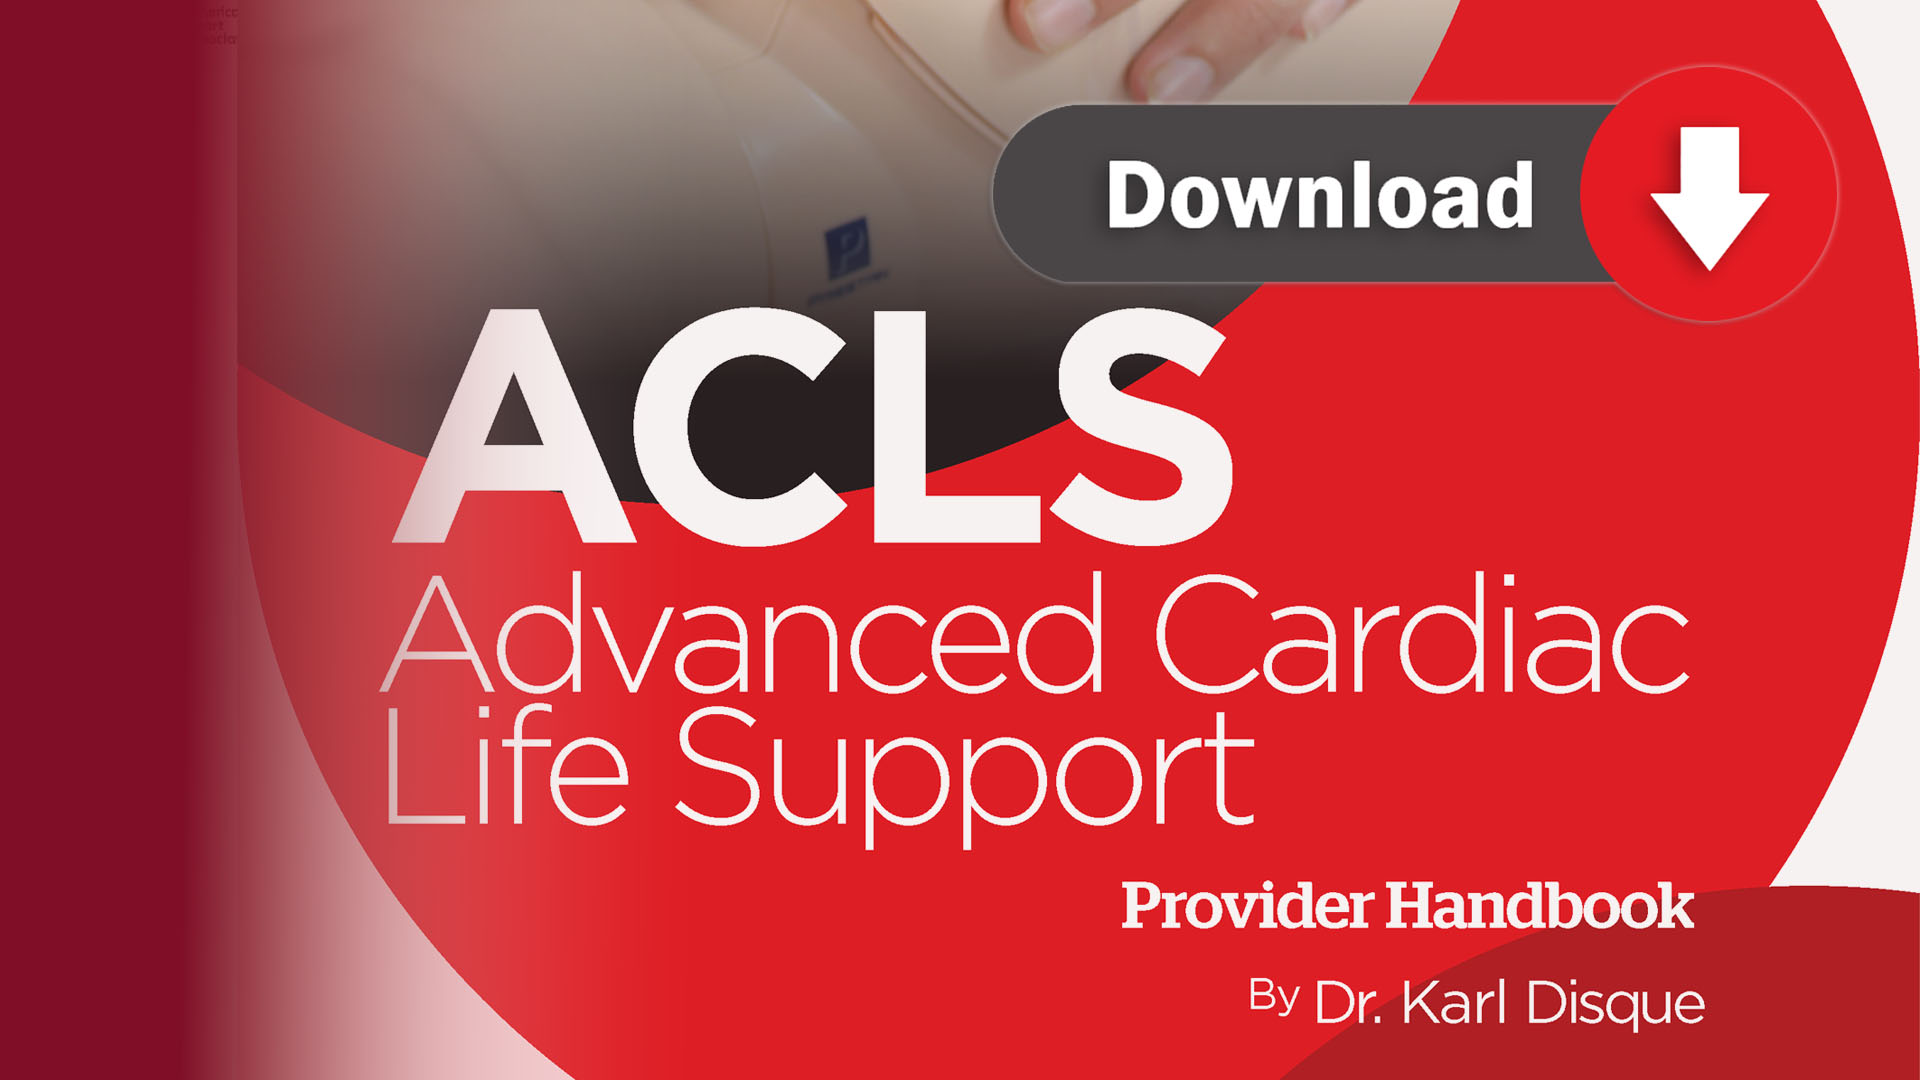 Download
ACLS
Advanced Cardiac
Life Support
Provider Handbook
By Dr. Karl Disque